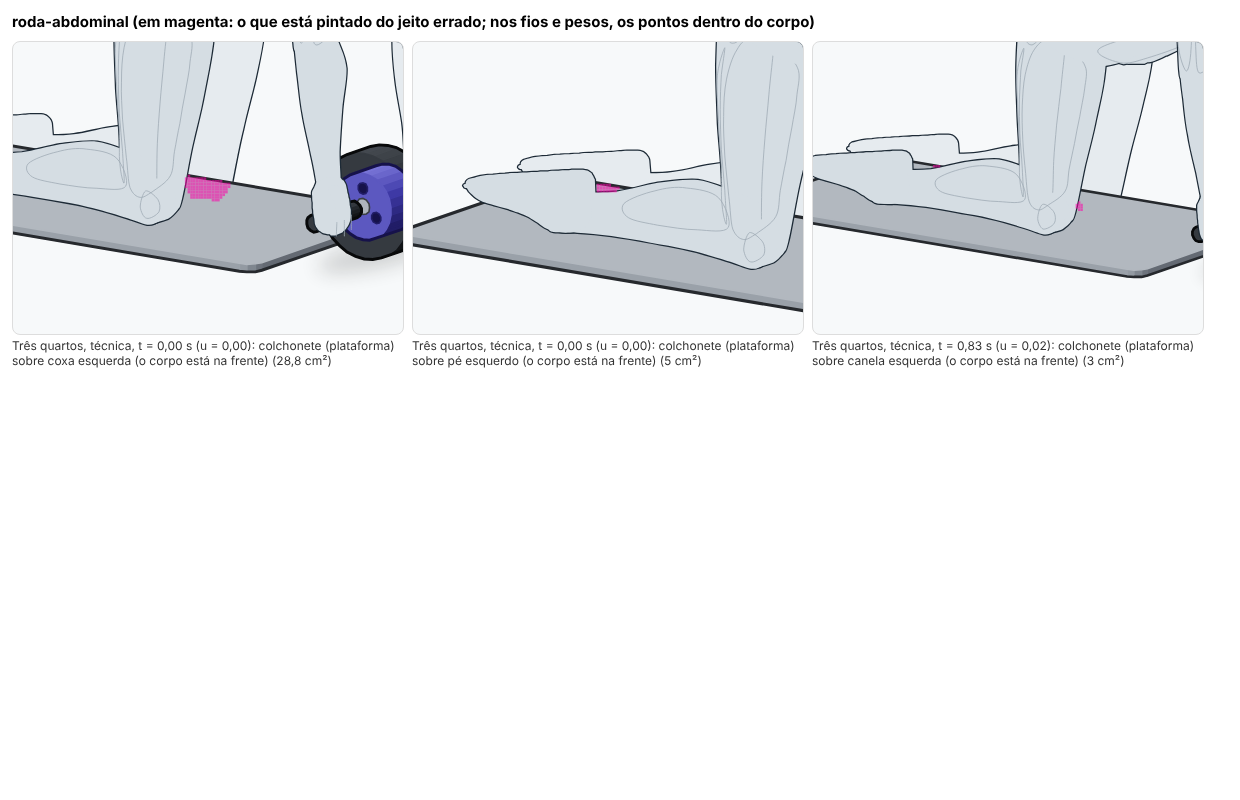 roda-abdominal (em magenta: o que está pintado do jeito errado; nos fios e pesos, os pontos dentro do corpo)
Três quartos, técnica, t = 0,00 s (u = 0,00): colchonete (plataforma)
sobre coxa esquerda (o corpo está na frente) (28,8 cm²)
Três quartos, técnica, t = 0,00 s (u = 0,00): colchonete (plataforma)
sobre pé esquerdo (o corpo está na frente) (5 cm²)
Três quartos, técnica, t = 0,83 s (u = 0,02): colchonete (plataforma)
sobre canela esquerda (o corpo está na frente) (3 cm²)